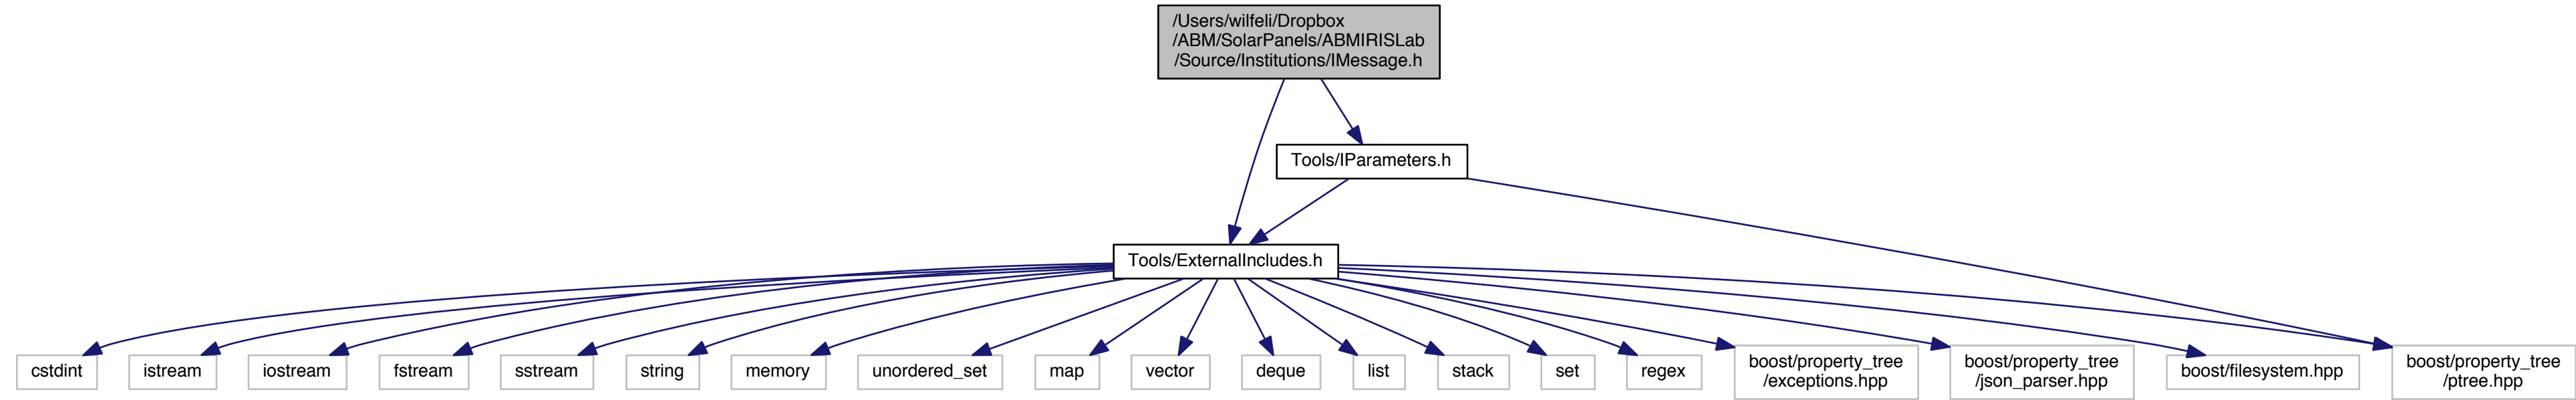 /Users/wilfeli/Dropbox
/ABM/SolarPanels/ABMIRISLab
/Source/Institutions/IMessage.h
Tools/IParameters.h
Tools/ExternalIncludes.h
cstdint
istream
iostream
fstream
sstream
string
memory
unordered_set
map
vector
deque
list
stack
set
regex
boost/property_tree
/exceptions.hpp
boost/property_tree
/json_parser.hpp
boost/filesystem.hpp
boost/property_tree
/ptree.hpp